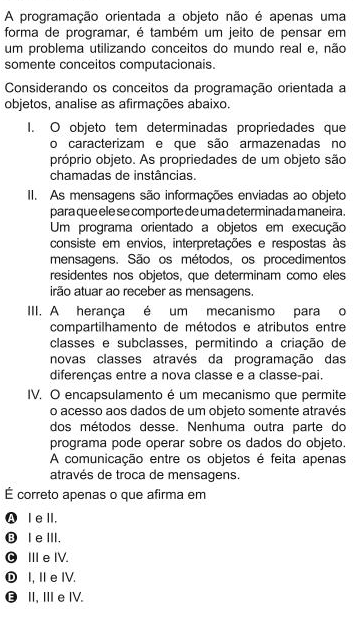 A programação orientada a objeto não é apenas uma
forma de programar, é também um jeito de pensar em
um problema utilizando conceitos do mundo real e, não
somente conceitos computacionais.
Considerando os conceitos da programação orientada a
objetos, analise as afirmações abaixo.
I. O objeto tem determinadas propriedades que
o caracterizam e que são armazenadas no
próprio objeto. As propriedades de um objeto são
chamadas de instâncias.
II. As mensagens são informações enviadas ao objeto
para que ele se comporte de uma determinada maneira.
Um programa orientado a objetos em execução
consiste em envios, interpretações e respostas às
mensagens. São os métodos, os procedimentos
residentes nos objetos, que determinam como eles
irão atuar ao receber as mensagens.
III. A herança é um mecanismo para o
compartilhamento de métodos e atributos entre
classes e subclasses, permitindo a criação de
novas classes através da programação das
diferenças entre a nova classe e a classe-pai.
IV. O encapsulamento é um mecanismo que permite
o acesso aos dados de um objeto somente através
dos métodos desse. Nenhuma outra parte do
programa pode operar sobre os dados do objeto.
A comunicação entre os objetos é feita apenas
através de troca de mensagens.
É correto apenas o que afirma em
A I e II.
B I e III.
C III e IV.
D I, II e IV.
E II, III e IV.